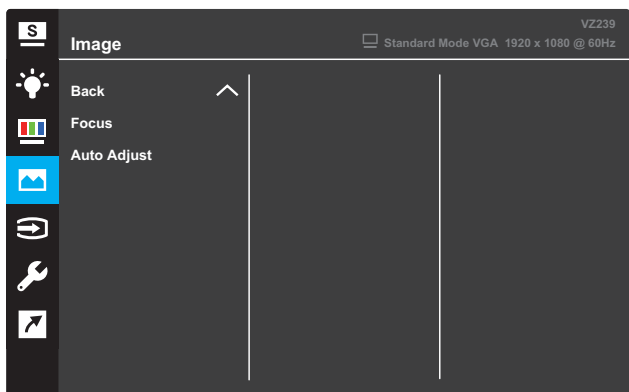 S
VZ239
Image
Standard Mode VGA 1920 x 1080 @ 60Hz
Back
Focus
Auto Adjust